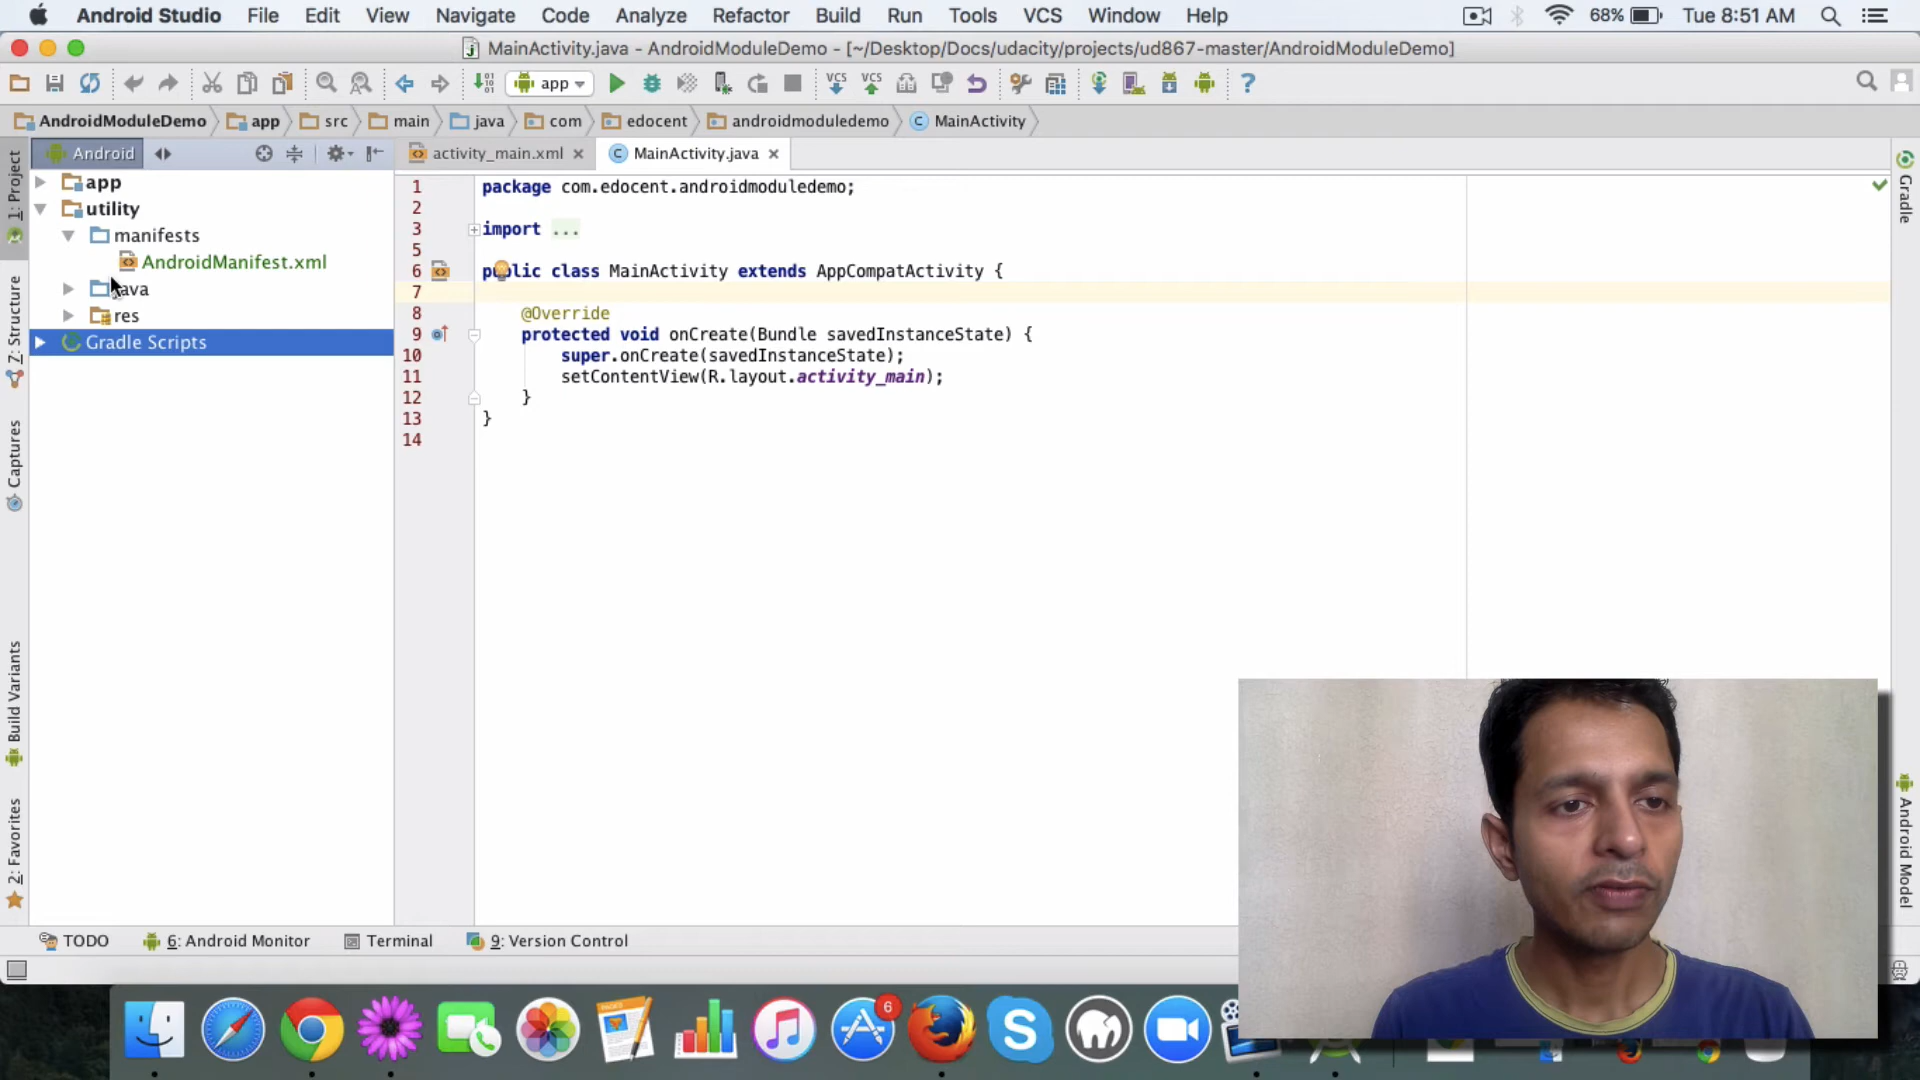 Android Studio File Edit View Navigate Code Analyze Refactor Build Run Tools VCS Window Help 68% Tue 8:51 AM
MainActivity.java - AndroidModuleDemo - [~/Desktop/Docs/udacity/projects/ud867-master/AndroidModuleDemo]
app VCS VCS ?
AndroidModuleDemo app src main java com edocent androidmoduledemo MainActivity
Android
activity_main.xml MainActivity.java
app
utility
manifests
AndroidManifest.xml
java
res
Gradle Scripts
1 package com.edocent.androidmoduledemo;
2
3 import ...
5
6 public class MainActivity extends AppCompatActivity {
7
8 @Override
9 protected void onCreate(Bundle savedInstanceState) {
10 super.onCreate(savedInstanceState);
11 setContentView(R.layout.activity_main);
12 }
13 }
14
1: Project
7: Structure
Captures
Build Variants
2: Favorites
Gradle
Android Model
TODO 6: Android Monitor Terminal 9: Version Control
PAGES
6